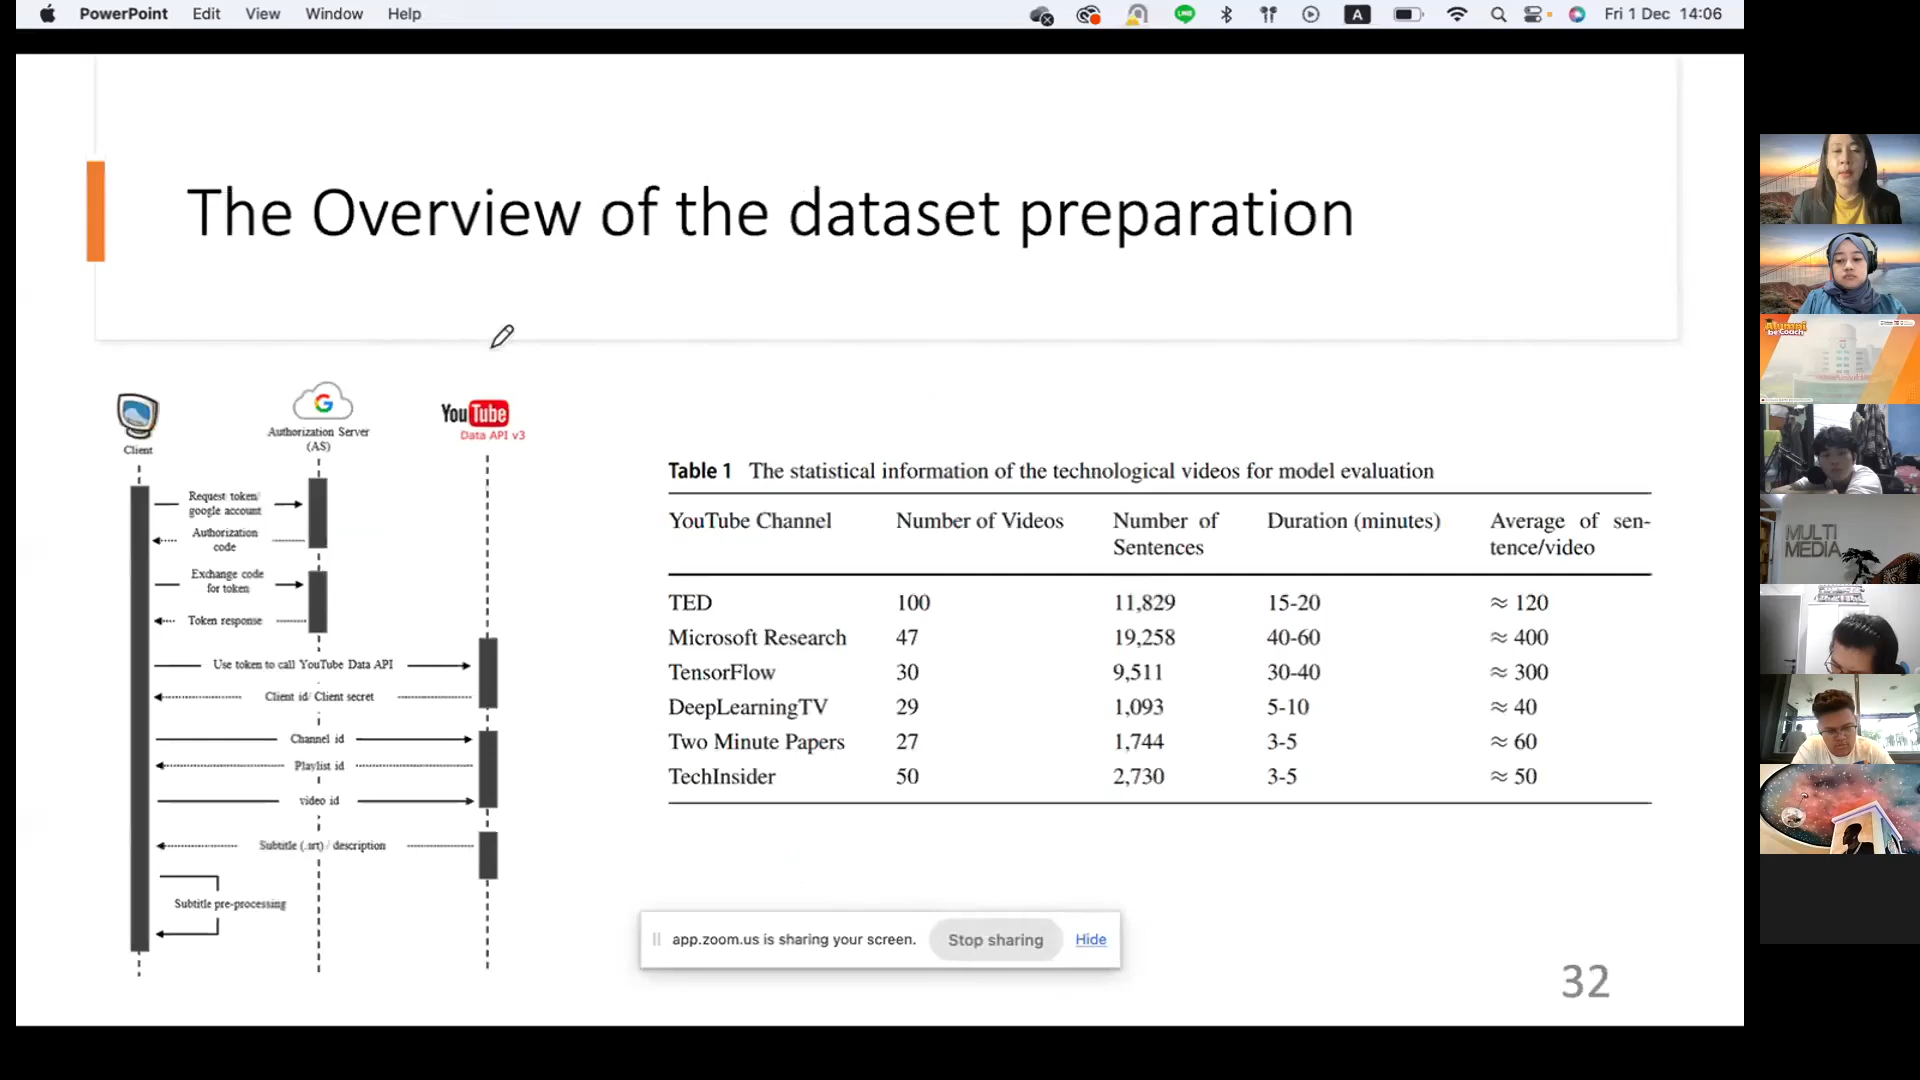 PowerPoint Edit View Window Help
A
Fri 1 Dec 14:06
The Overview of the dataset preparation
Client
Authorization Server
(AS)
YouTube
Data API v3
Request token/
google account
Authorization
code
Exchange code
for token
Token response
Use token to call YouTube Data API
Client id/ Client secret
Channel id
Playlist id
video id
Subtitle (.srt) / description
Subtitle pre-processing
Table 1 The statistical information of the technological videos for model evaluation
YouTube Channel Number of Videos Number of Duration (minutes) Average of sen-
Sentences tence/video
TED 100 11,829 15-20 ≈ 120
Microsoft Research 47 19,258 40-60 ≈ 400
TensorFlow 30 9,511 30-40 ≈ 300
DeepLearningTV 29 1,093 5-10 ≈ 40
Two Minute Papers 27 1,744 3-5 ≈ 60
TechInsider 50 2,730 3-5 ≈ 50
app.zoom.us is sharing your screen. Stop sharing Hide
32
Alumni
be Coach
MULTI
MEDIA